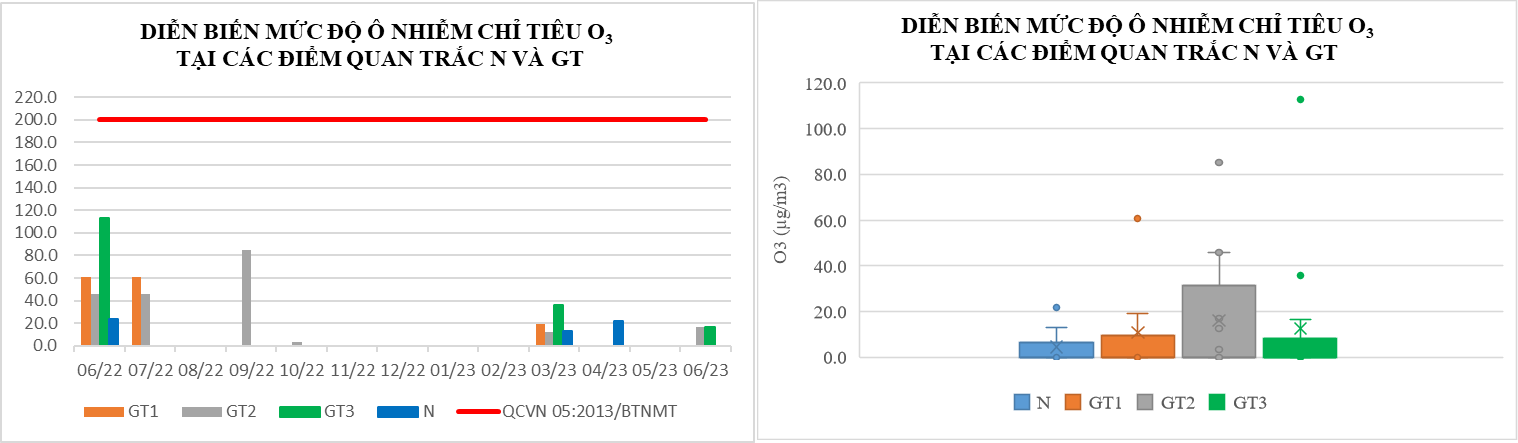 DIỄN BIẾN MỨC ĐỘ Ô NHIỄM CHỈ TIÊU O3
TẠI CÁC ĐIỂM QUAN TRẮC N VÀ GT
220.0
200.0
180.0
160.0
140.0
120.0
100.0
80.0
60.0
40.0
20.0
0.0
06/22 07/22 08/22 09/22 10/22 11/22 12/22 01/23 02/23 03/23 04/23 05/23 06/23
GT1 GT2 GT3 N QCVN 05:2013/BTNMT
DIỄN BIẾN MỨC ĐỘ Ô NHIỄM CHỈ TIÊU O3
TẠI CÁC ĐIỂM QUAN TRẮC N VÀ GT
O3 (µg/m3)
120.0
100.0
80.0
60.0
40.0
20.0
0.0
N GT1 GT2 GT3